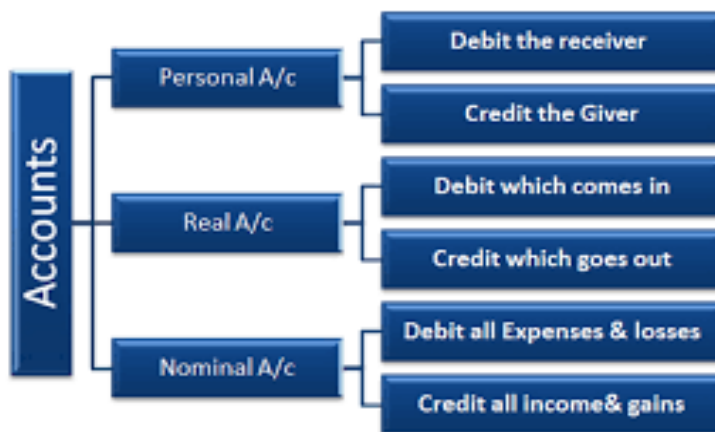 Accounts
Personal A/c
Debit the receiver
Credit the Giver
Real A/c
Debit which comes in
Credit which goes out
Nominal A/c
Debit all Expenses & losses
Credit all income& gains